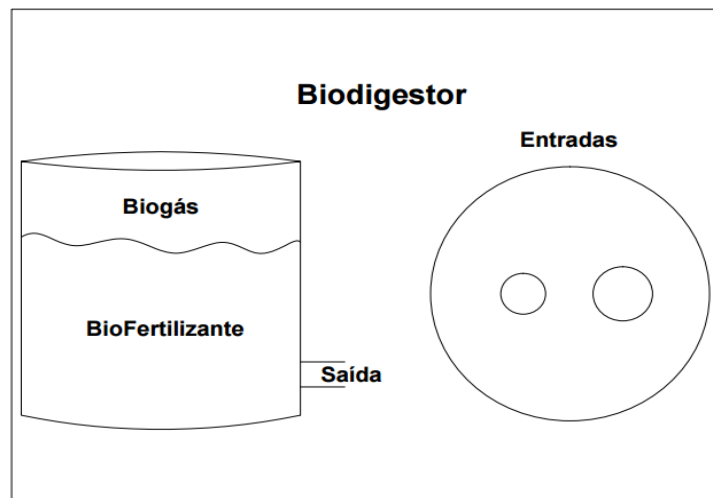 Biodigestor
Entradas
Biogás
BioFertilizante
Saída